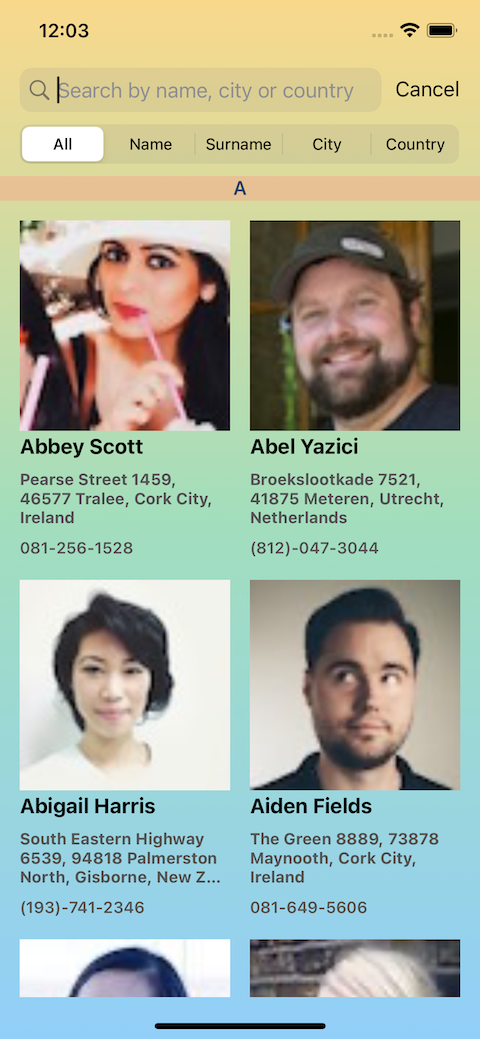 12:03
Search by name, city or country
Cancel
All
Name
Surname
City
Country
A
Abbey Scott
Pearse Street 1459,
46577 Tralee, Cork City,
Ireland
081-256-1528
Abel Yazici
Broekslootkade 7521,
41875 Meteren, Utrecht,
Netherlands
(812)-047-3044
Abigail Harris
South Eastern Highway
6539, 94818 Palmerston
North, Gisborne, New Z...
(193)-741-2346
Aiden Fields
The Green 8889, 73878
Maynooth, Cork City,
Ireland
081-649-5606